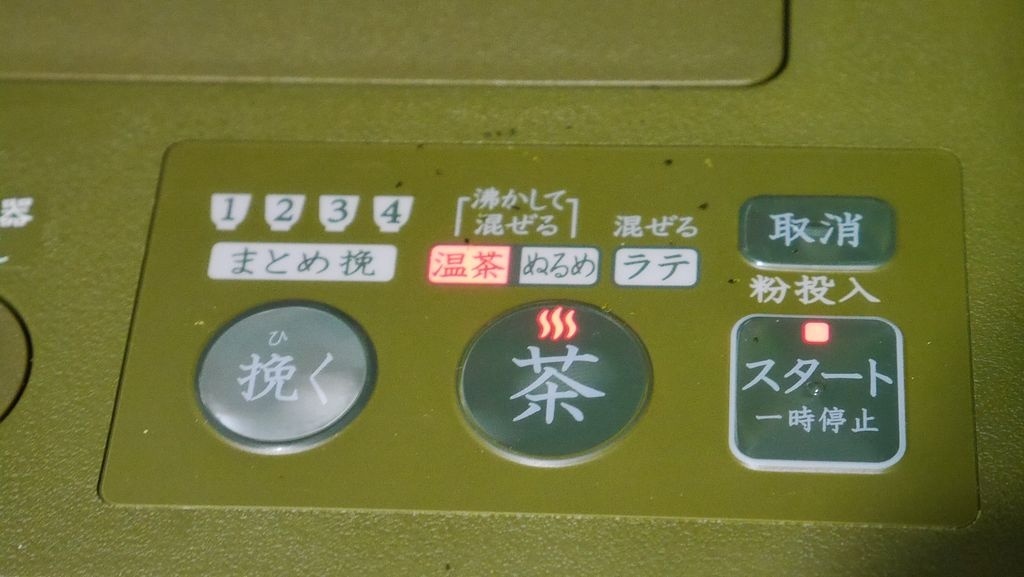 器
1 2 3 4
まとめ挽
ひ
挽く
沸かして
混ぜる
温茶 ぬるめ
茶
混ぜる
ラテ
取消
粉投入
スタート
一時停止